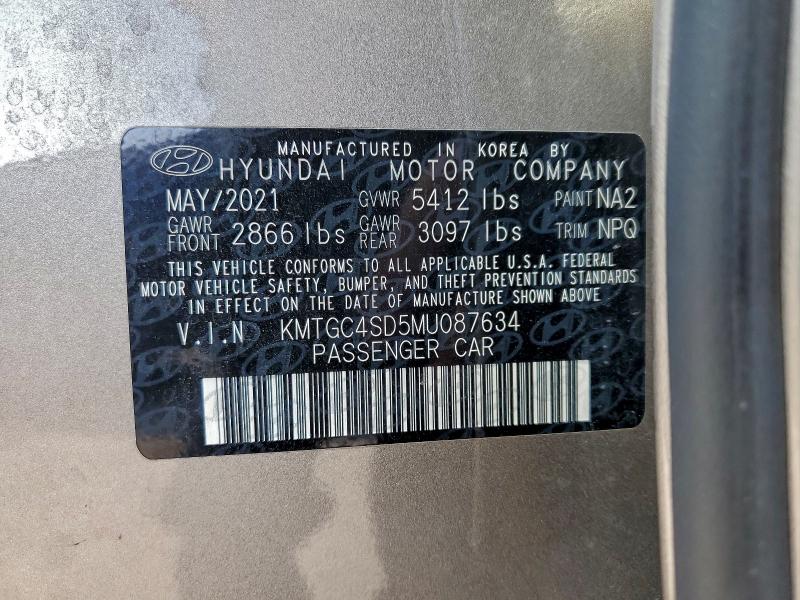 MANUFACTURED IN KOREA BY
HYUNDAI MOTOR COMPANY
MAY/2021 GVWR 5412 lbs PAINT NA2
GAWR FRONT 2866 lbs GAWR REAR 3097 lbs TRIM NPQ
THIS VEHICLE CONFORMS TO ALL APPLICABLE U.S.A. FEDERAL
MOTOR VEHICLE SAFETY, BUMPER, AND THEFT PREVENTION STANDARDS
IN EFFECT ON THE DATE OF MANUFACTURE SHOWN ABOVE
V.I.N KMTGC4SD5MU087634
PASSENGER CAR